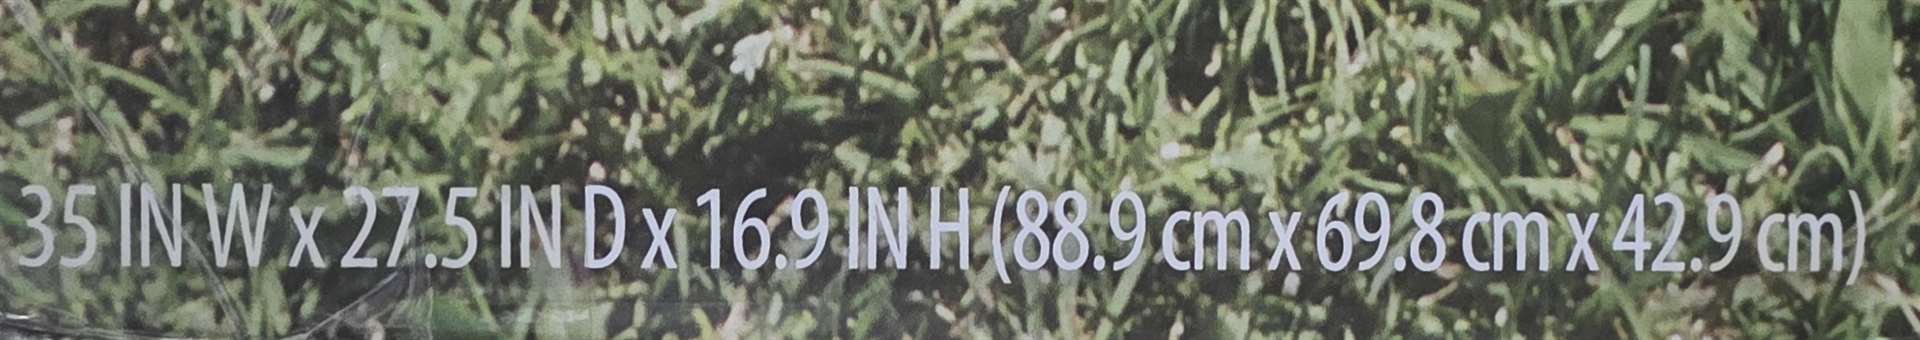 35 IN W x 27.5 IN D x 16.9 IN H (88.9 cm x 69.8 cm x 42.9 cm)